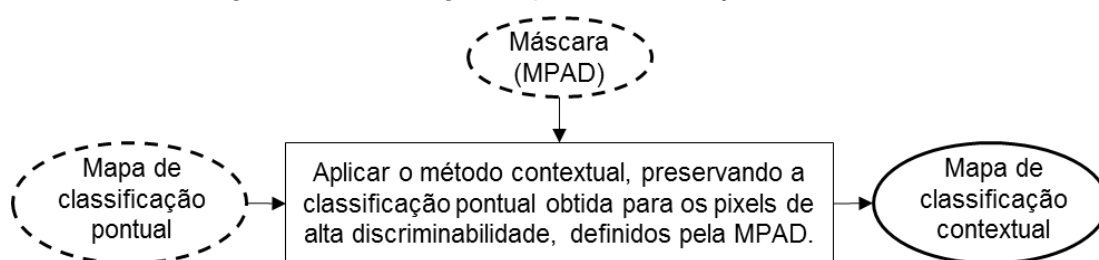 Máscara
(MPAD)
Mapa de
classificação
pontual
Aplicar o método contextual, preservando a
classificação pontual obtida para os pixels de
alta discriminabilidade, definidos pela MPAD.
Mapa de
classificação
contextual